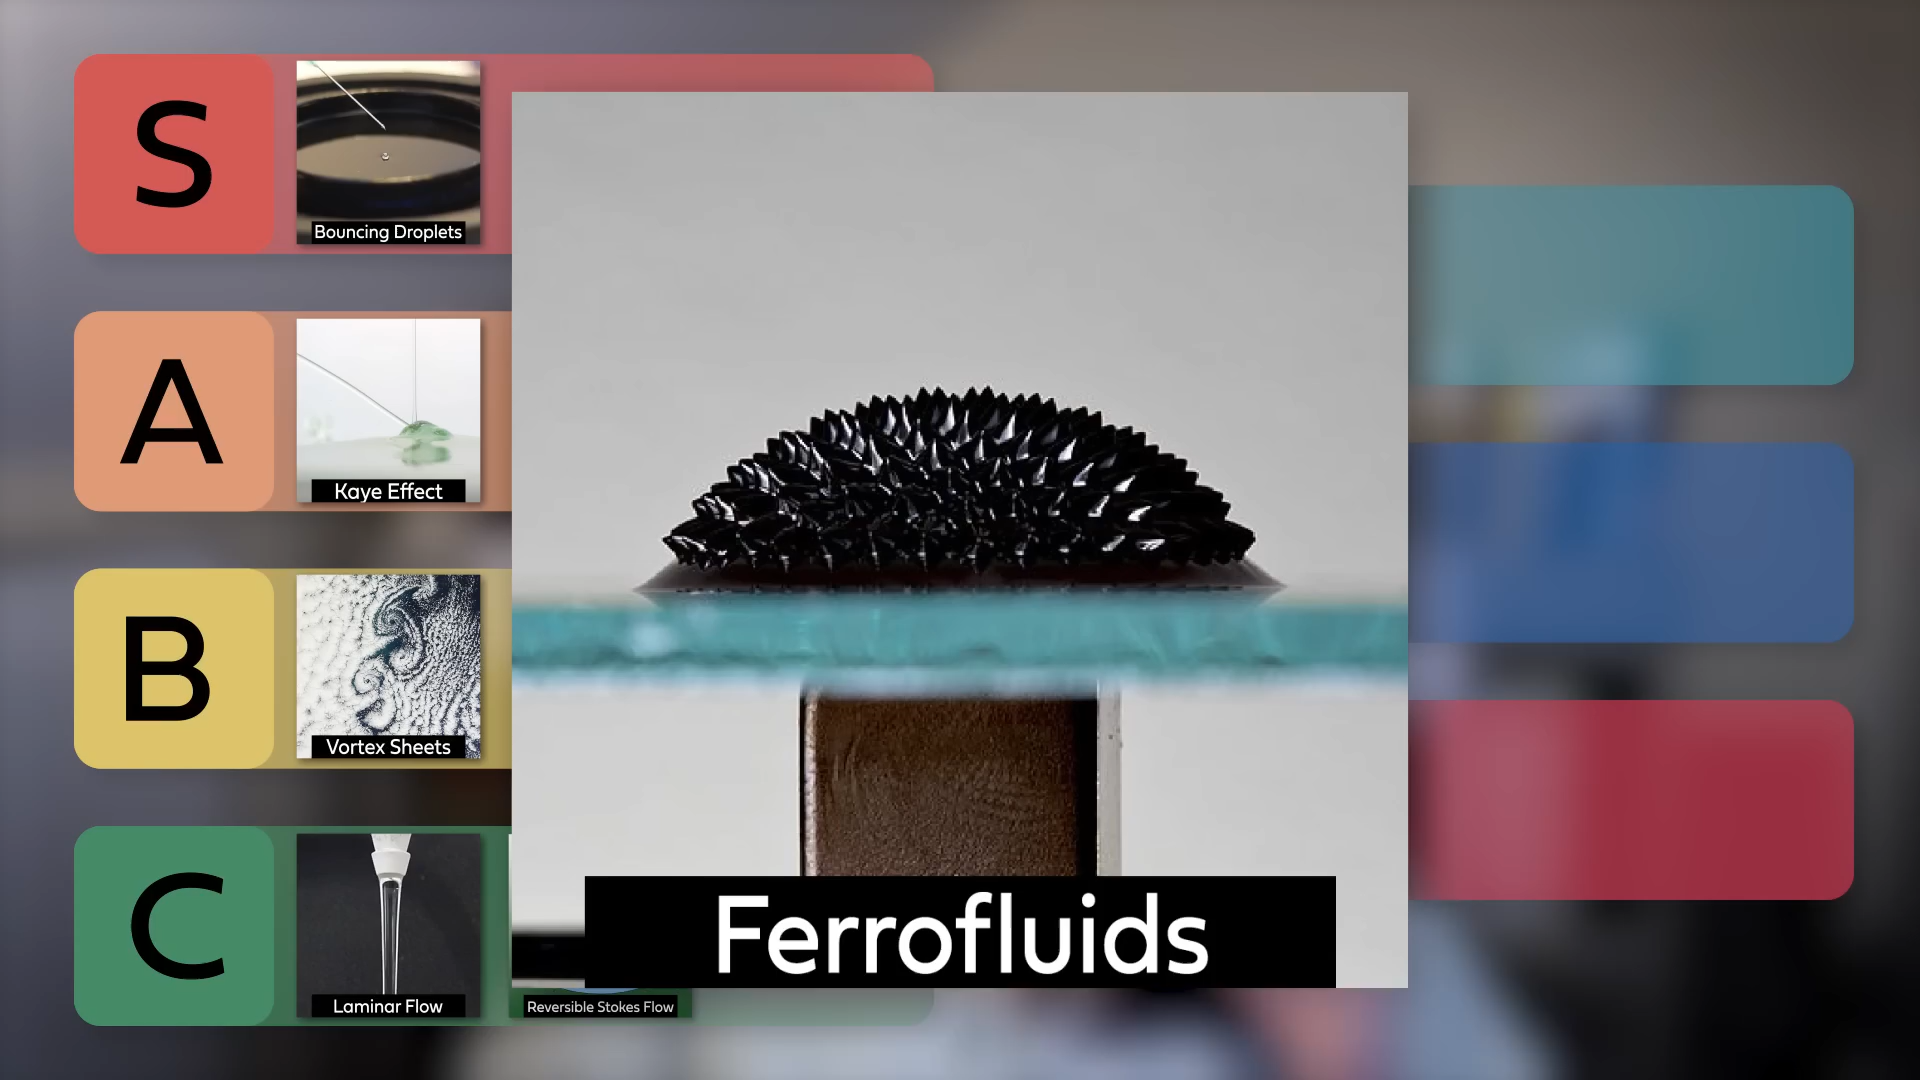 S
Bouncing Droplets
A
Kaye Effect
B
Vortex Sheets
C
Laminar Flow
Reversible Stokes Flow
Ferrofluids